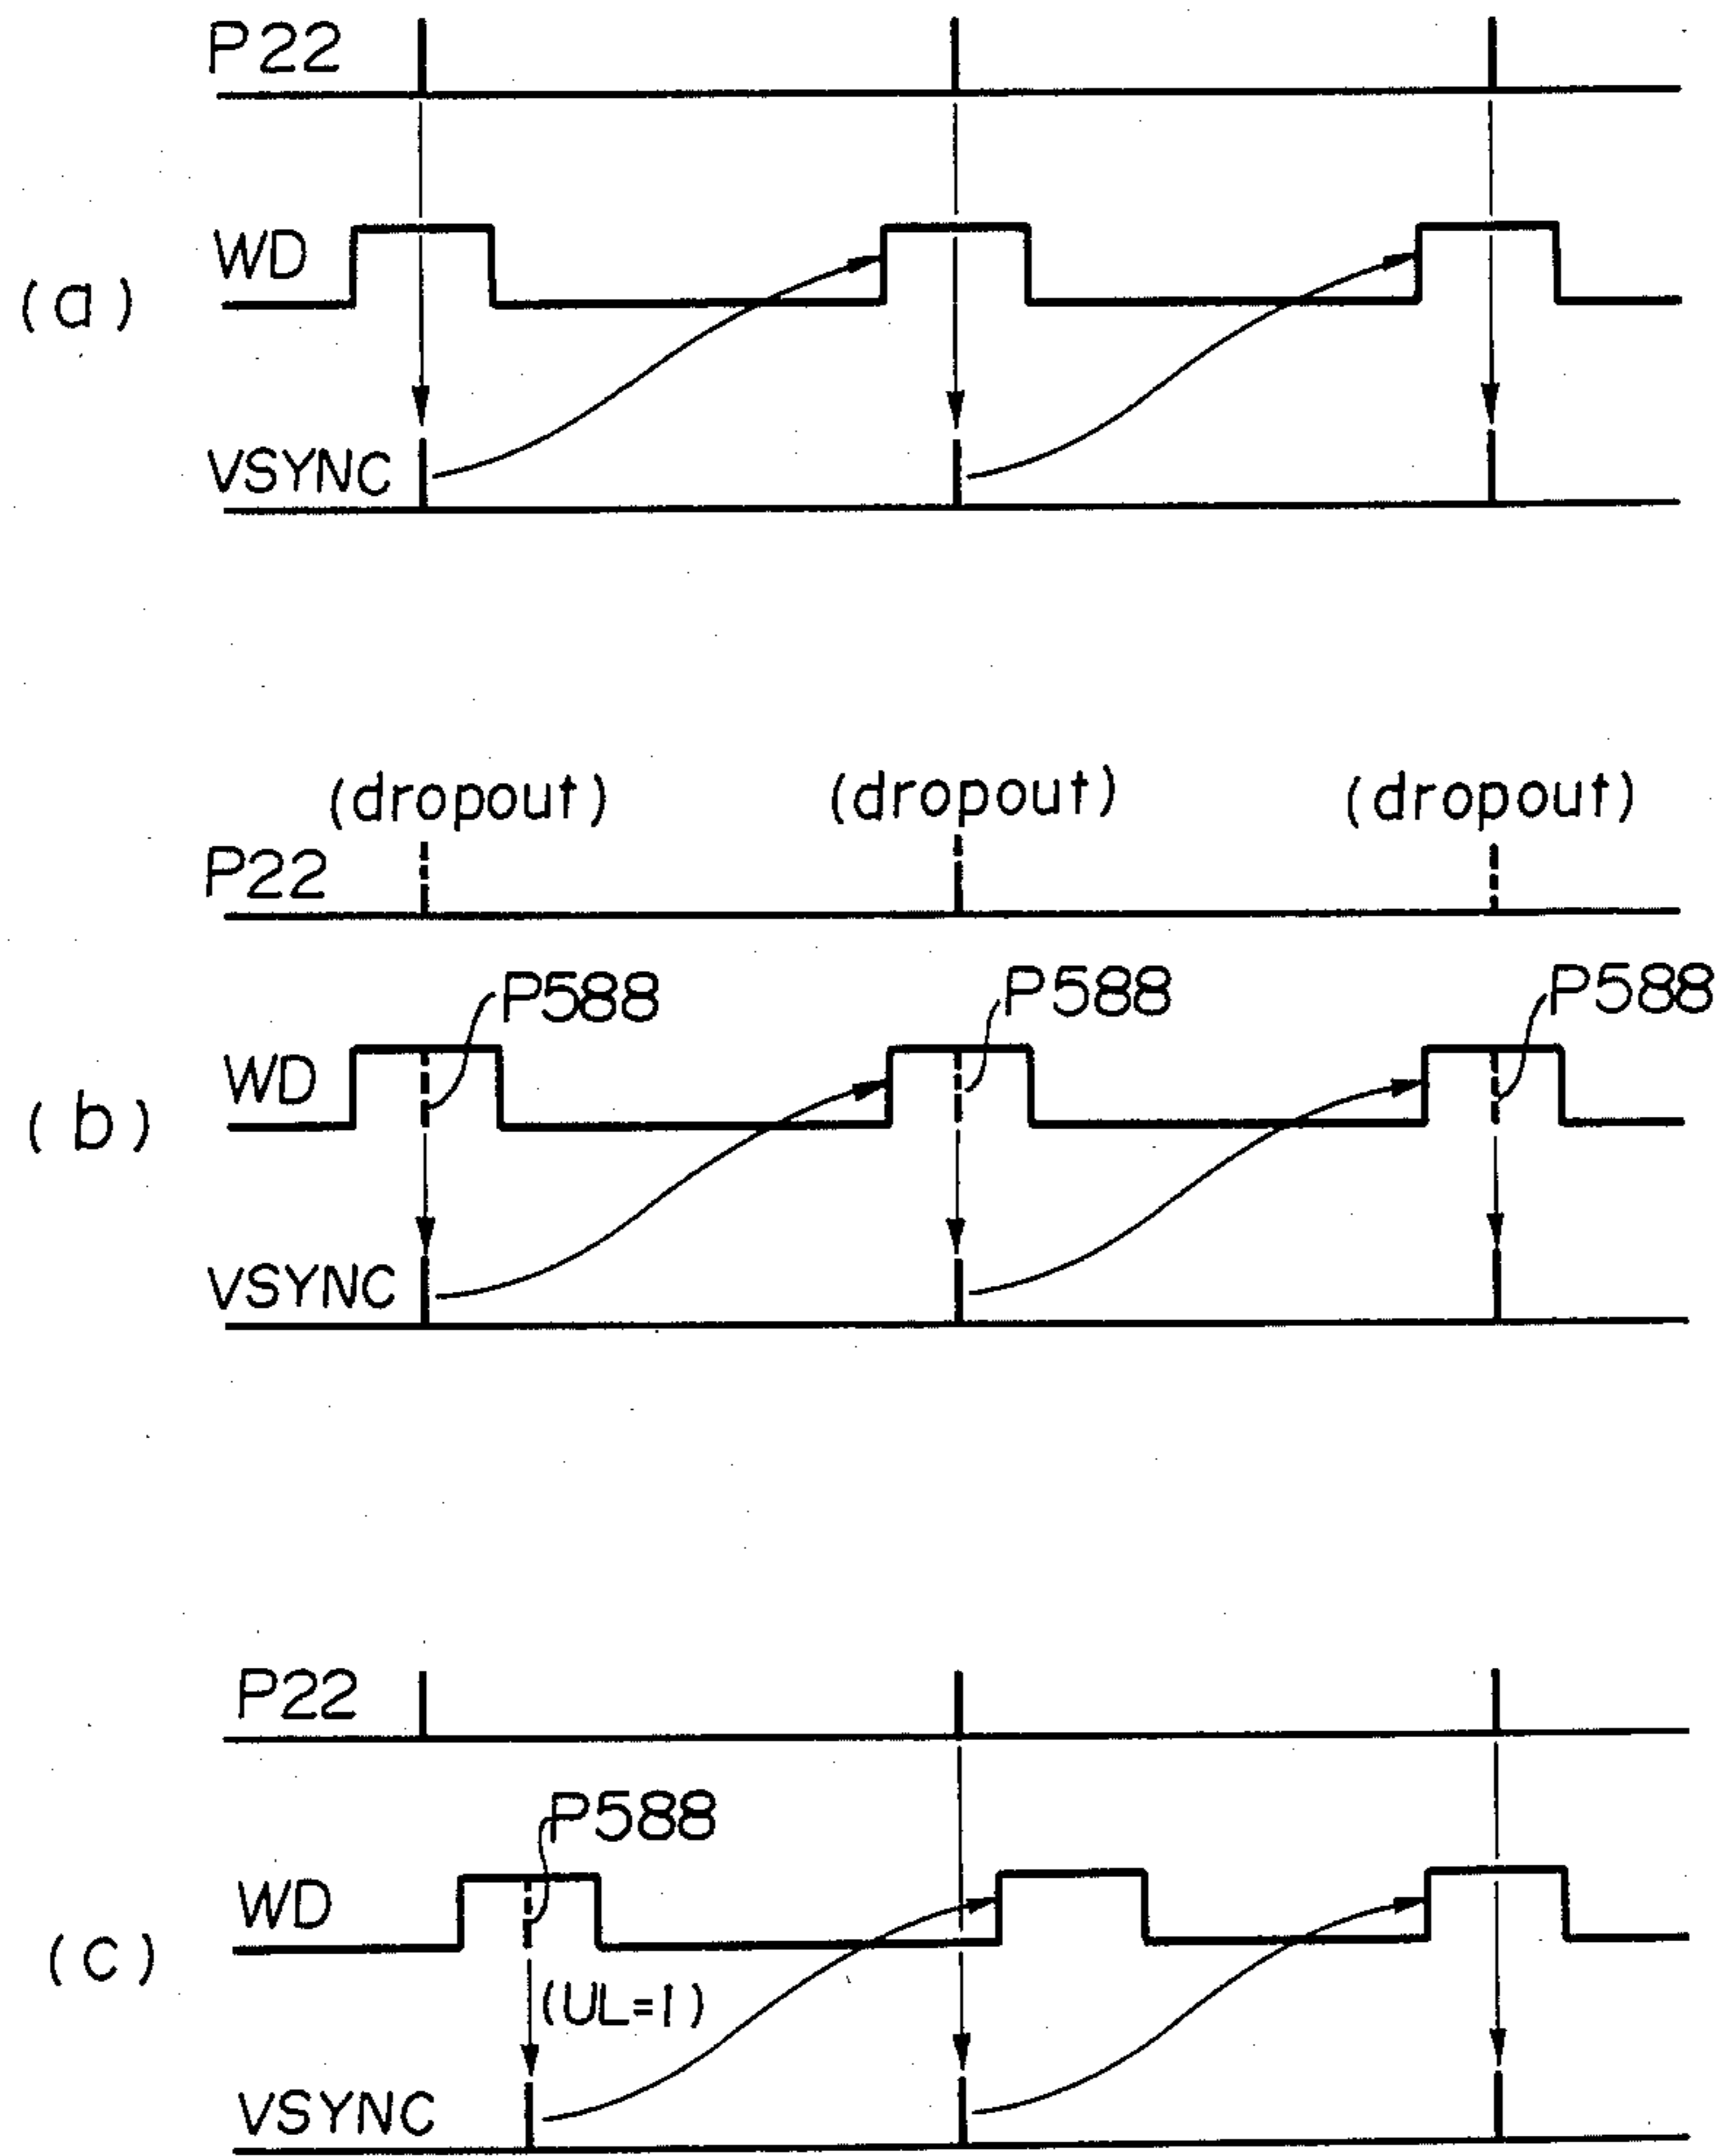 P22
WD
(a)
VSYNC
(dropout) (dropout) (dropout)
P22
P588 P588 P588
WD
(b)
VSYNC
P22
P588
WD
(c)
(UL=1)
VSYNC